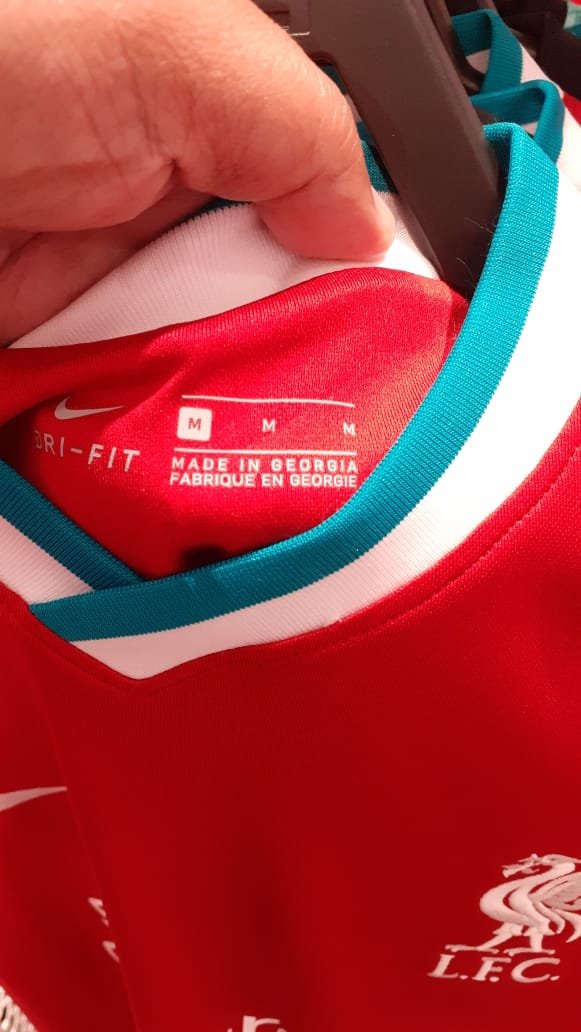 M M M
DRI-FIT
MADE IN GEORGIA
FABRIQUE EN GEORGIE
L.F.C.